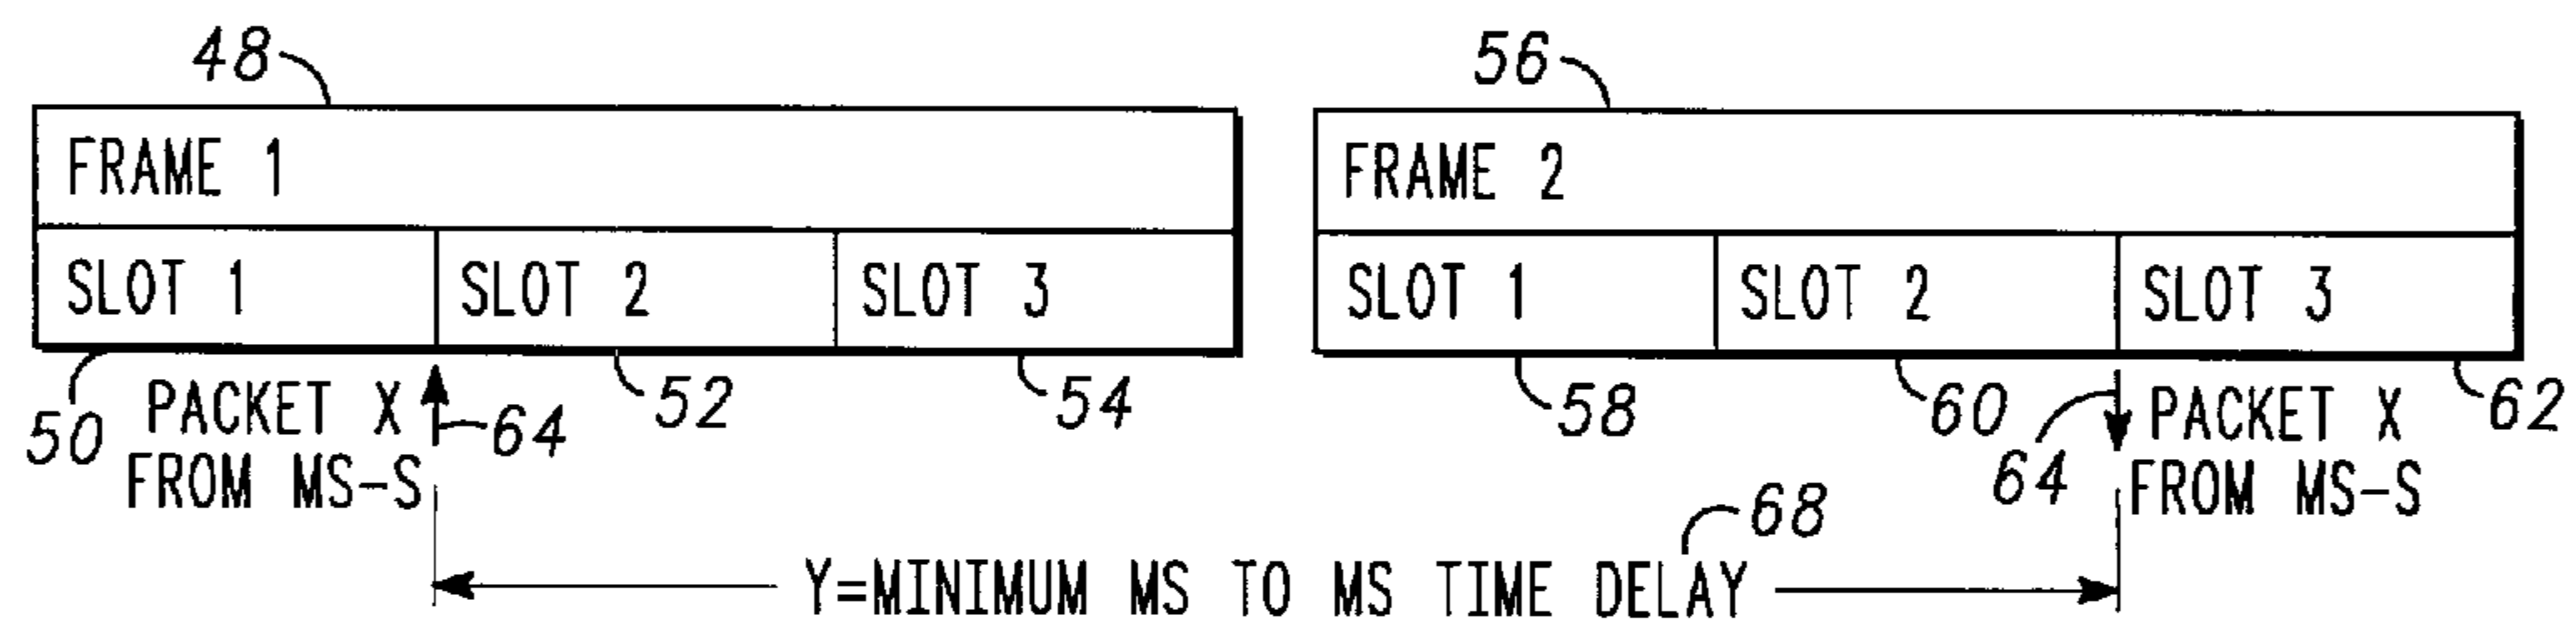 48
56
FRAME 1
FRAME 2
SLOT 1 SLOT 2 SLOT 3
SLOT 1 SLOT 2 SLOT 3
50 PACKET X
FROM MS-S
64 52 54
58 60 64 PACKET X
FROM MS-S
62
68
Y=MINIMUM MS TO MS TIME DELAY